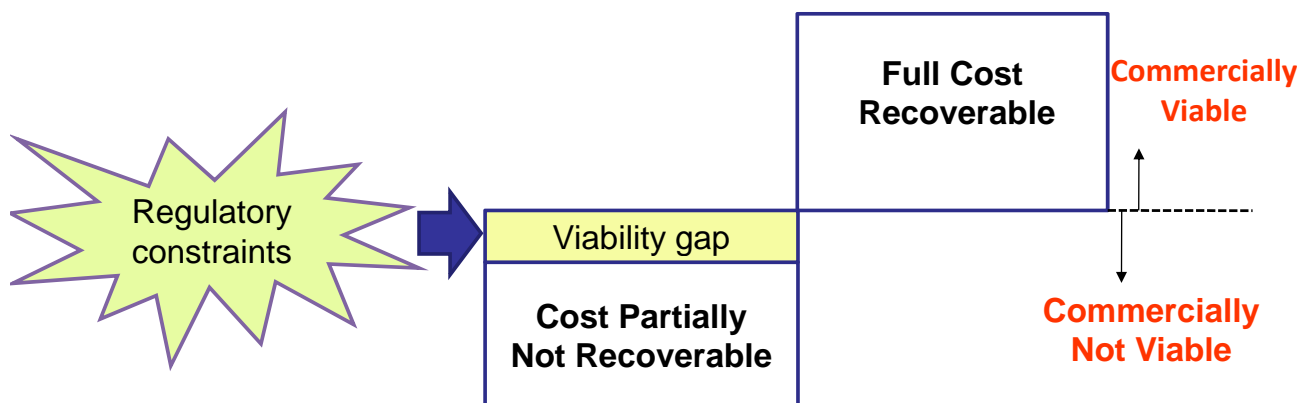 Regulatory
constraints
Viability gap
Cost Partially
Not Recoverable
Full Cost
Recoverable
Commercially
Viable
Commercially
Not Viable